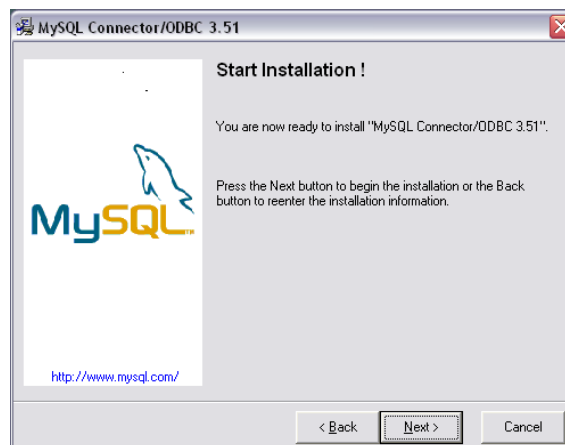 MySQL Connector/ODBC 3.51
Start Installation !
You are now ready to install "MySQL Connector/ODBC 3.51".
Press the Next button to begin the installation or the Back
button to reenter the installation information.
MySQL
http://www.mysql.com/
< Back
Next >
Cancel